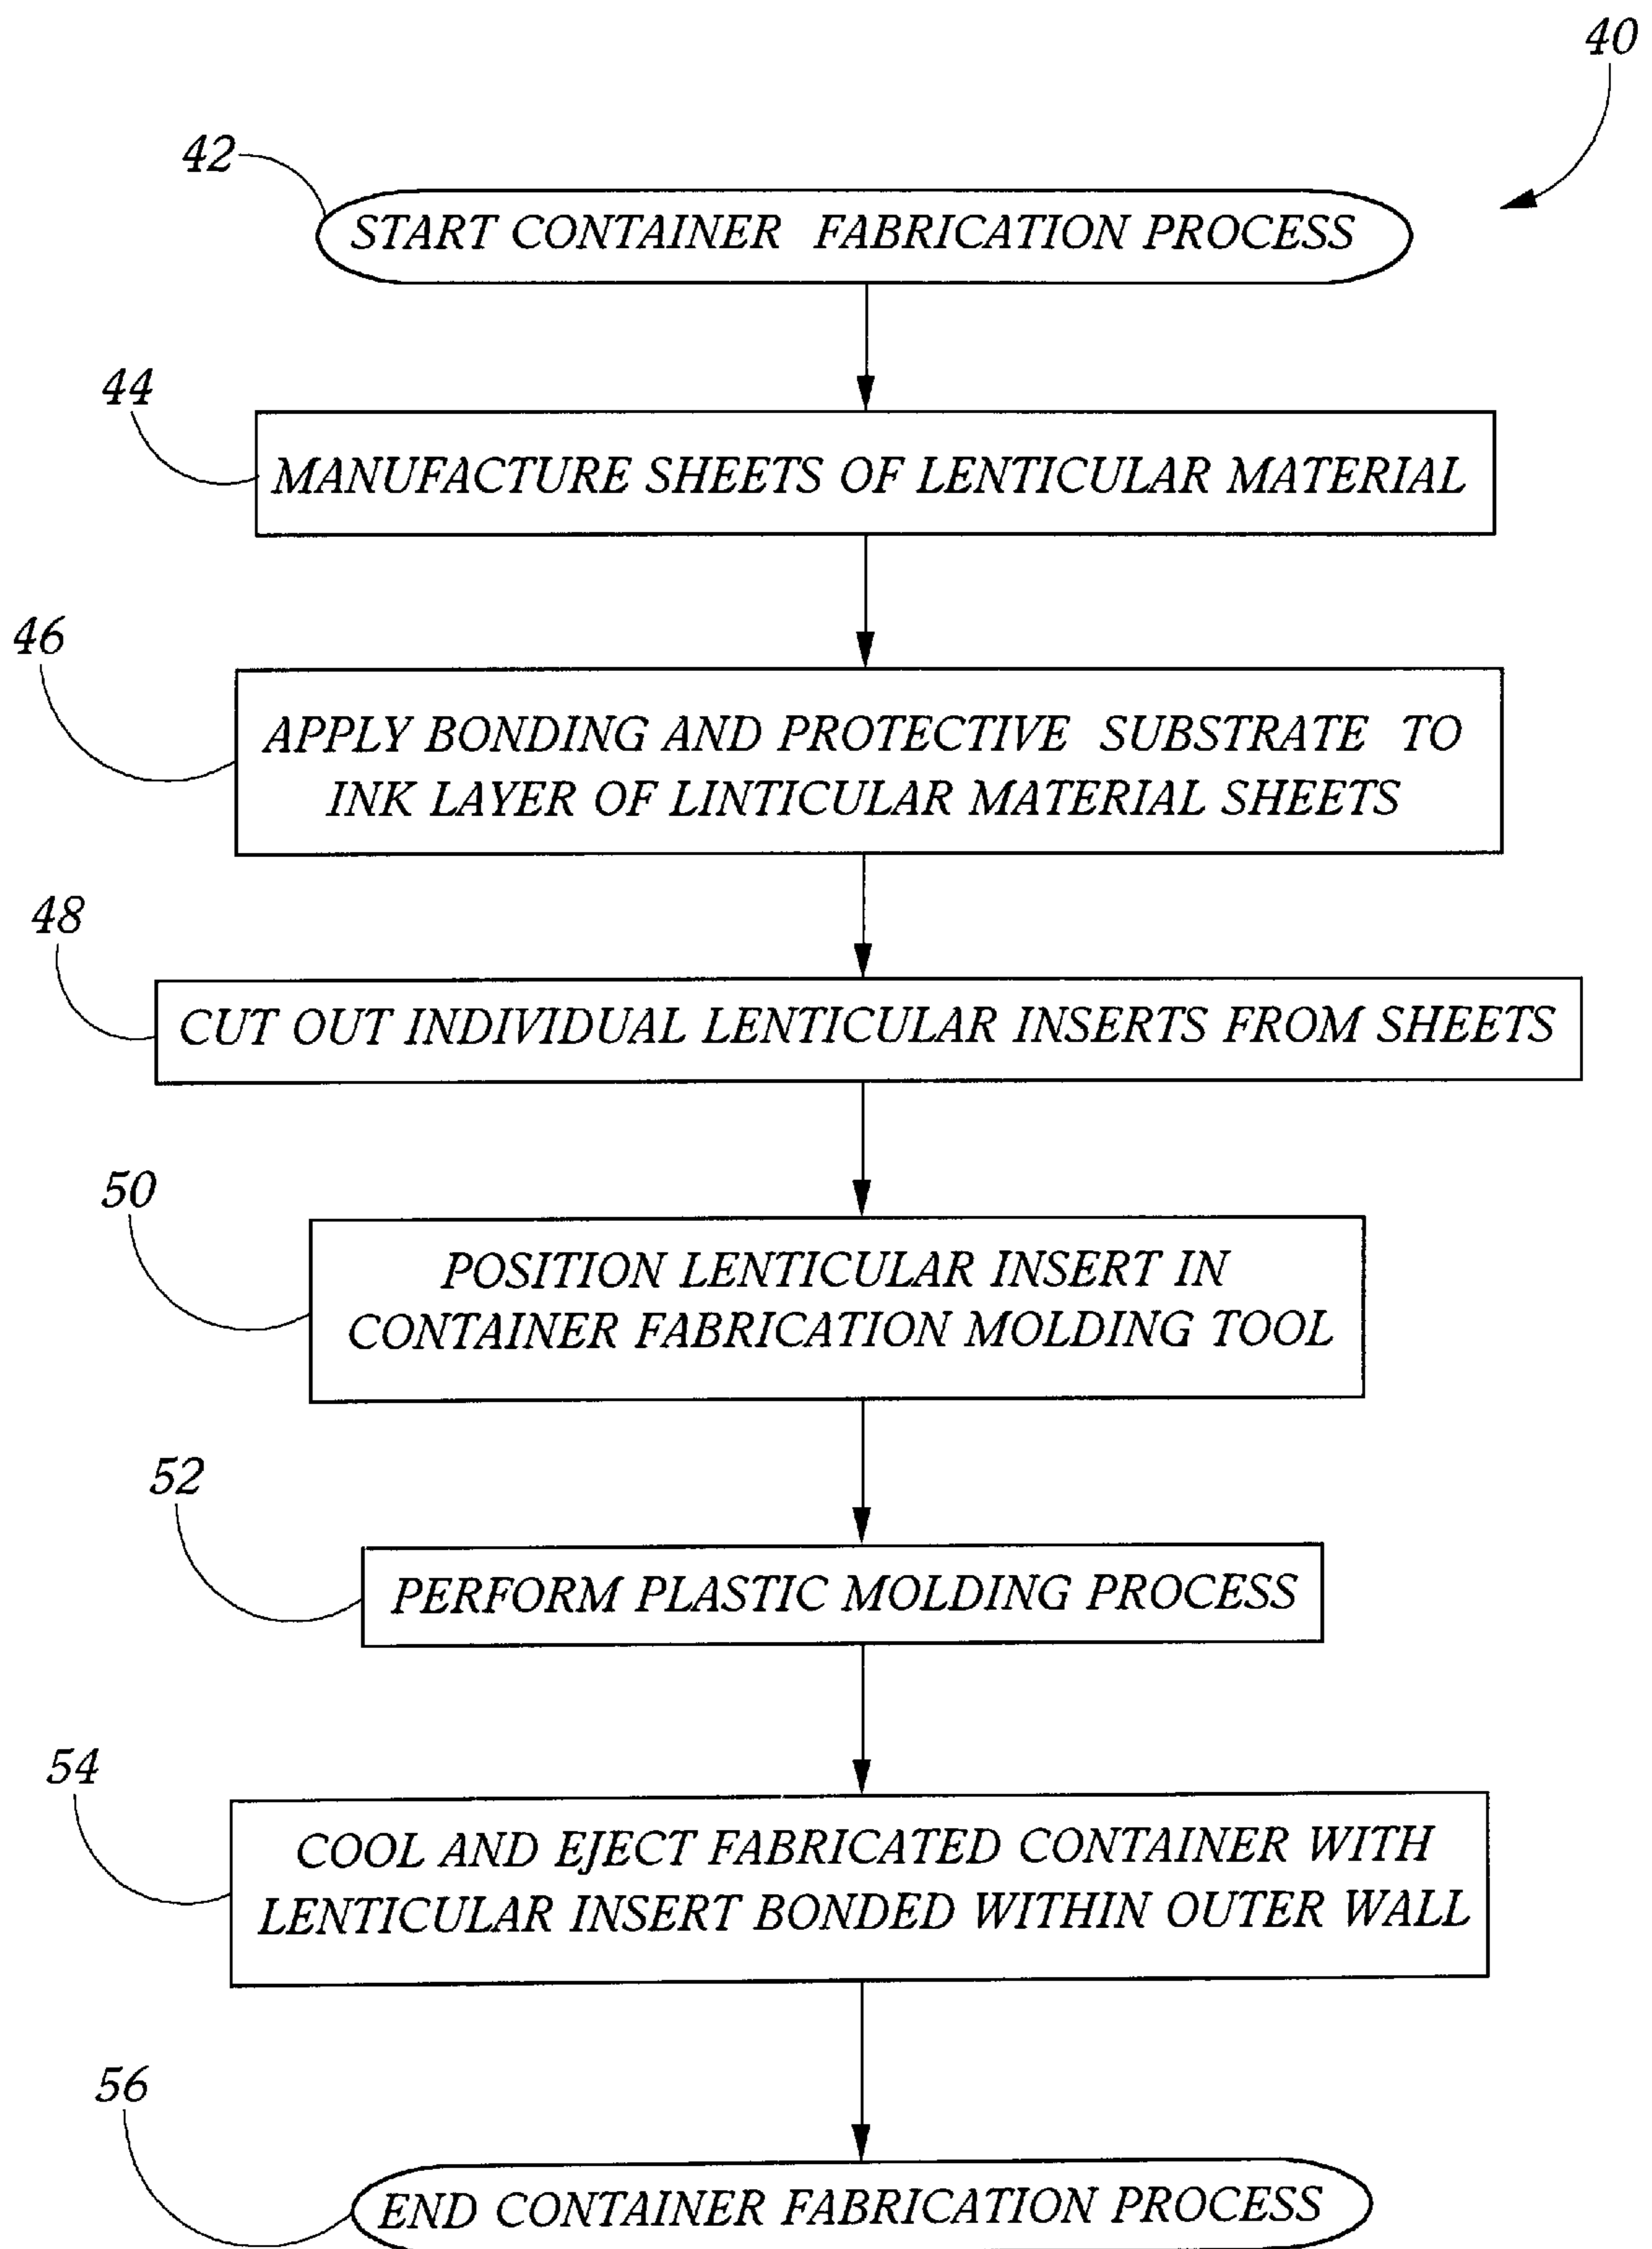 40
42
START CONTAINER FABRICATION PROCESS
44
MANUFACTURE SHEETS OF LENTICULAR MATERIAL
46
APPLY BONDING AND PROTECTIVE SUBSTRATE TO
INK LAYER OF LINTICULAR MATERIAL SHEETS
48
CUT OUT INDIVIDUAL LENTICULAR INSERTS FROM SHEETS
50
POSITION LENTICULAR INSERT IN
CONTAINER FABRICATION MOLDING TOOL
52
PERFORM PLASTIC MOLDING PROCESS
54
COOL AND EJECT FABRICATED CONTAINER WITH
LENTICULAR INSERT BONDED WITHIN OUTER WALL
56
END CONTAINER FABRICATION PROCESS